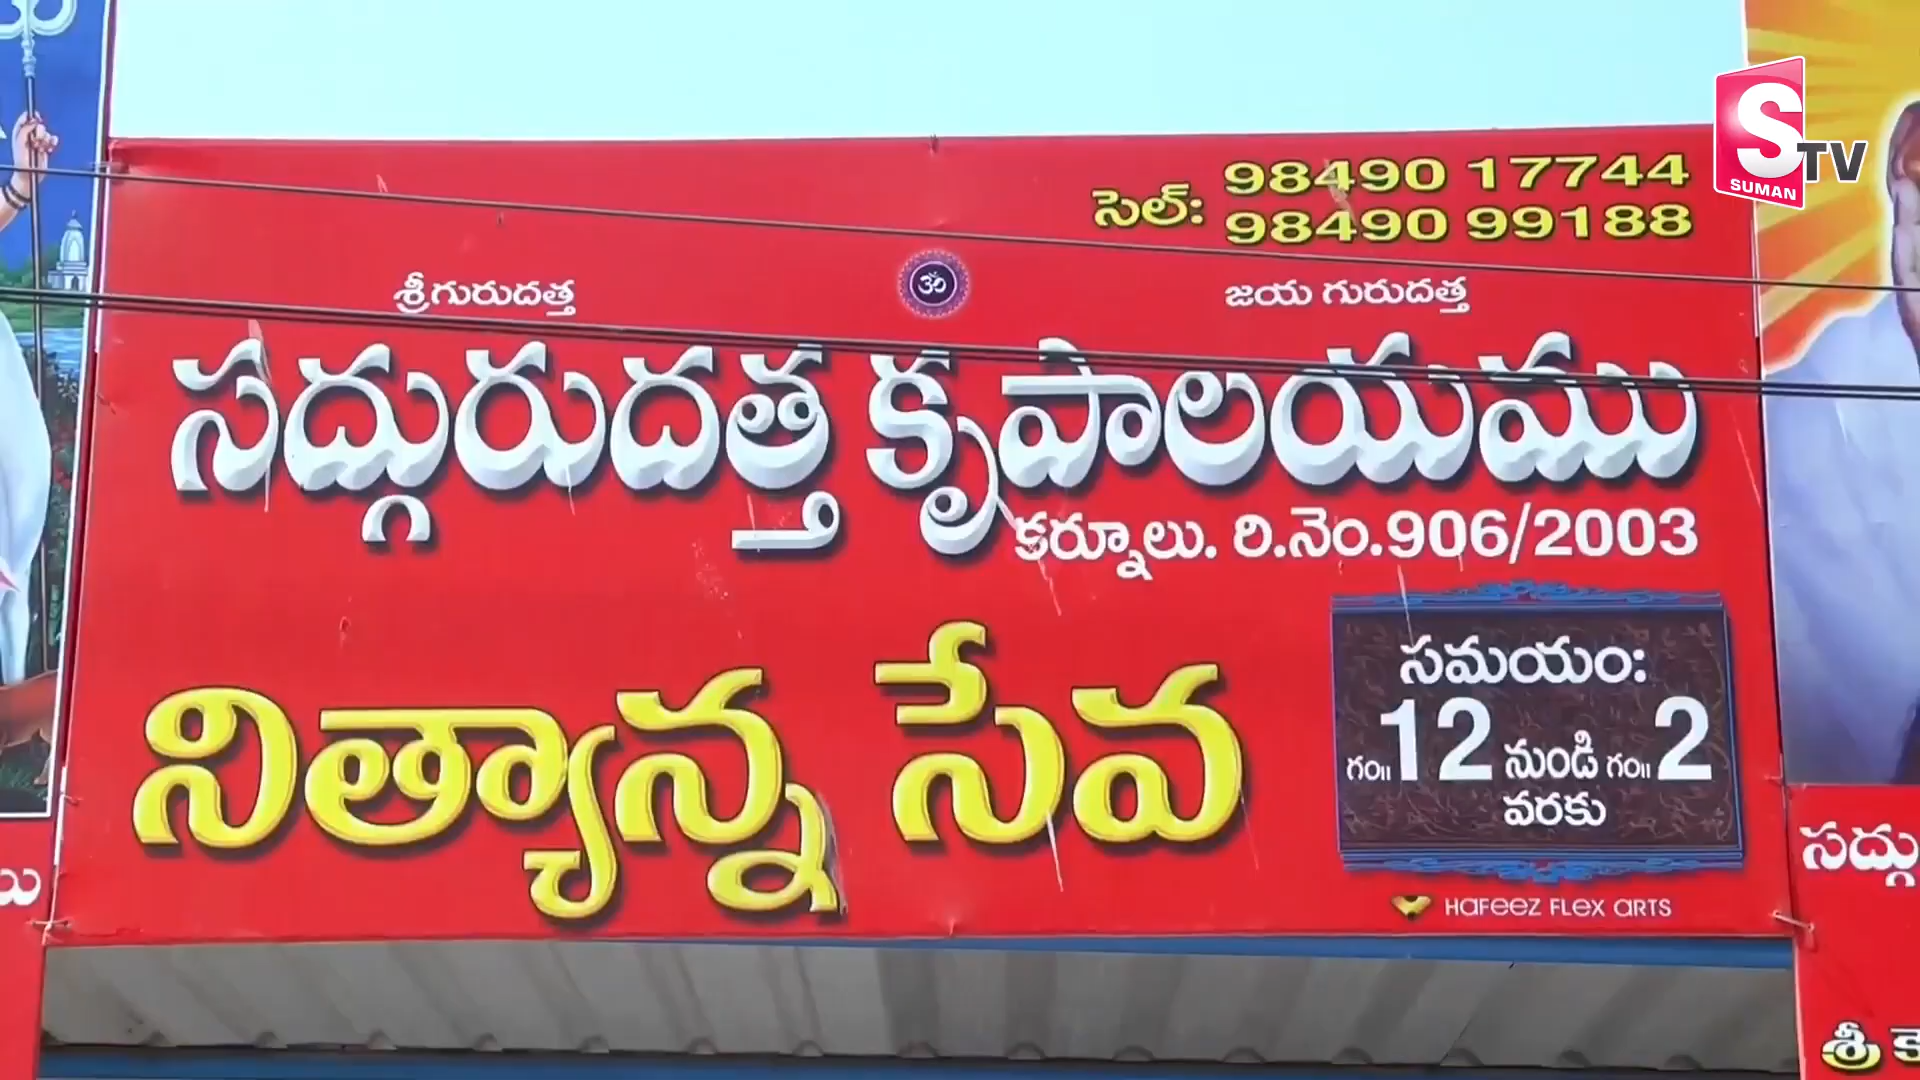 S
SUMAN TV
సెల్: 98490 17744
98490 99188
శ్రీగురుదత్త
ॐ
జయ గురుదత్త
సద్గురుదత్త కృపాలయము
కర్నూలు. రి.నెం.906/2003
నిత్యాన్న సేవ
సమయం:
గం॥ 12 నుండి గం॥ 2
వరకు
HAFEEZ FLEX ARTS
సద్గు
శ్రీ